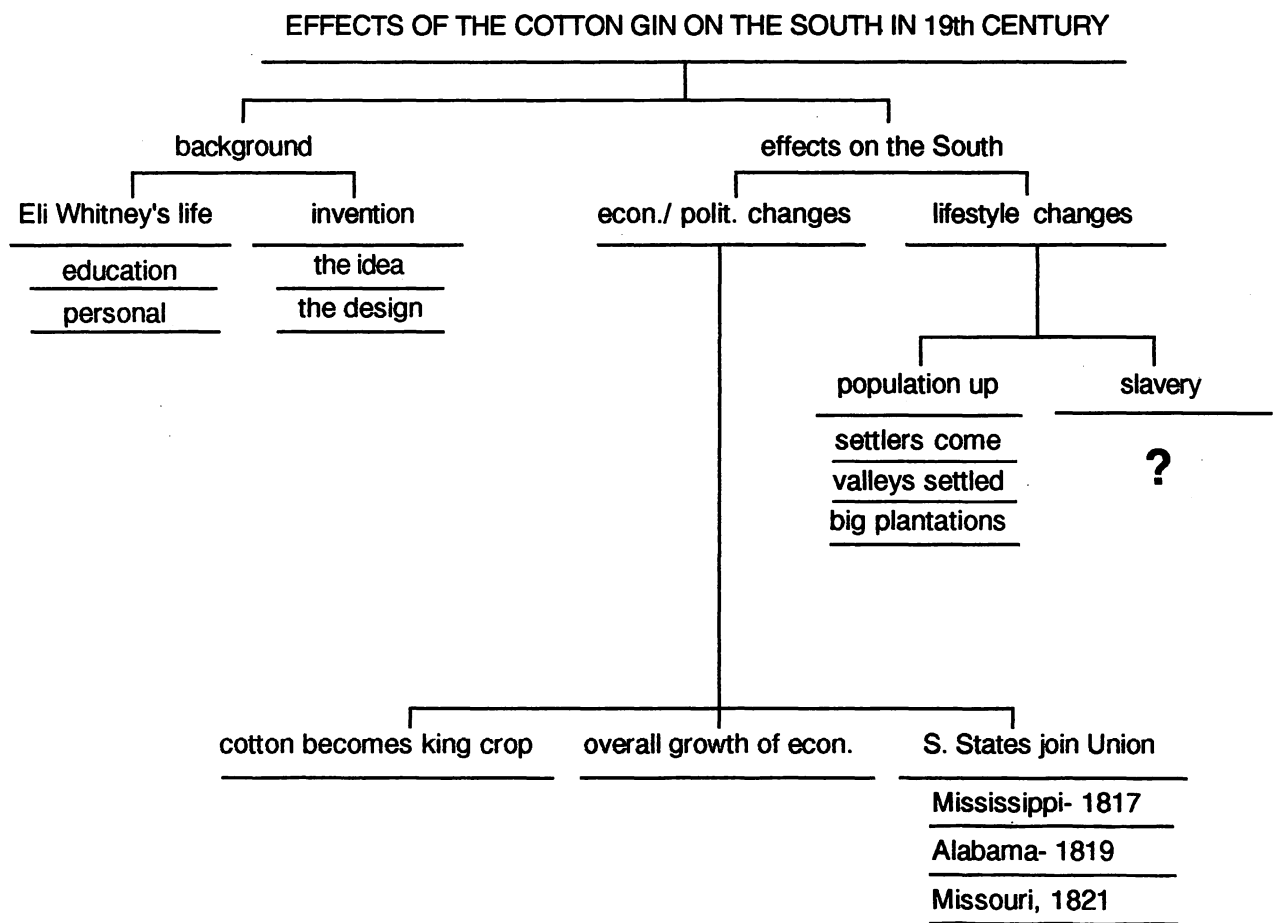 EFFECTS OF THE COTTON GIN ON THE SOUTH IN 19th CENTURY
background
effects on the South
Eli Whitney's life
invention
econ./ polit. changes
lifestyle changes
education
the idea
personal
the design
population up
slavery
settlers come
?
valleys settled
big plantations
cotton becomes king crop
overall growth of econ.
S. States join Union
Mississippi- 1817
Alabama- 1819
Missouri, 1821